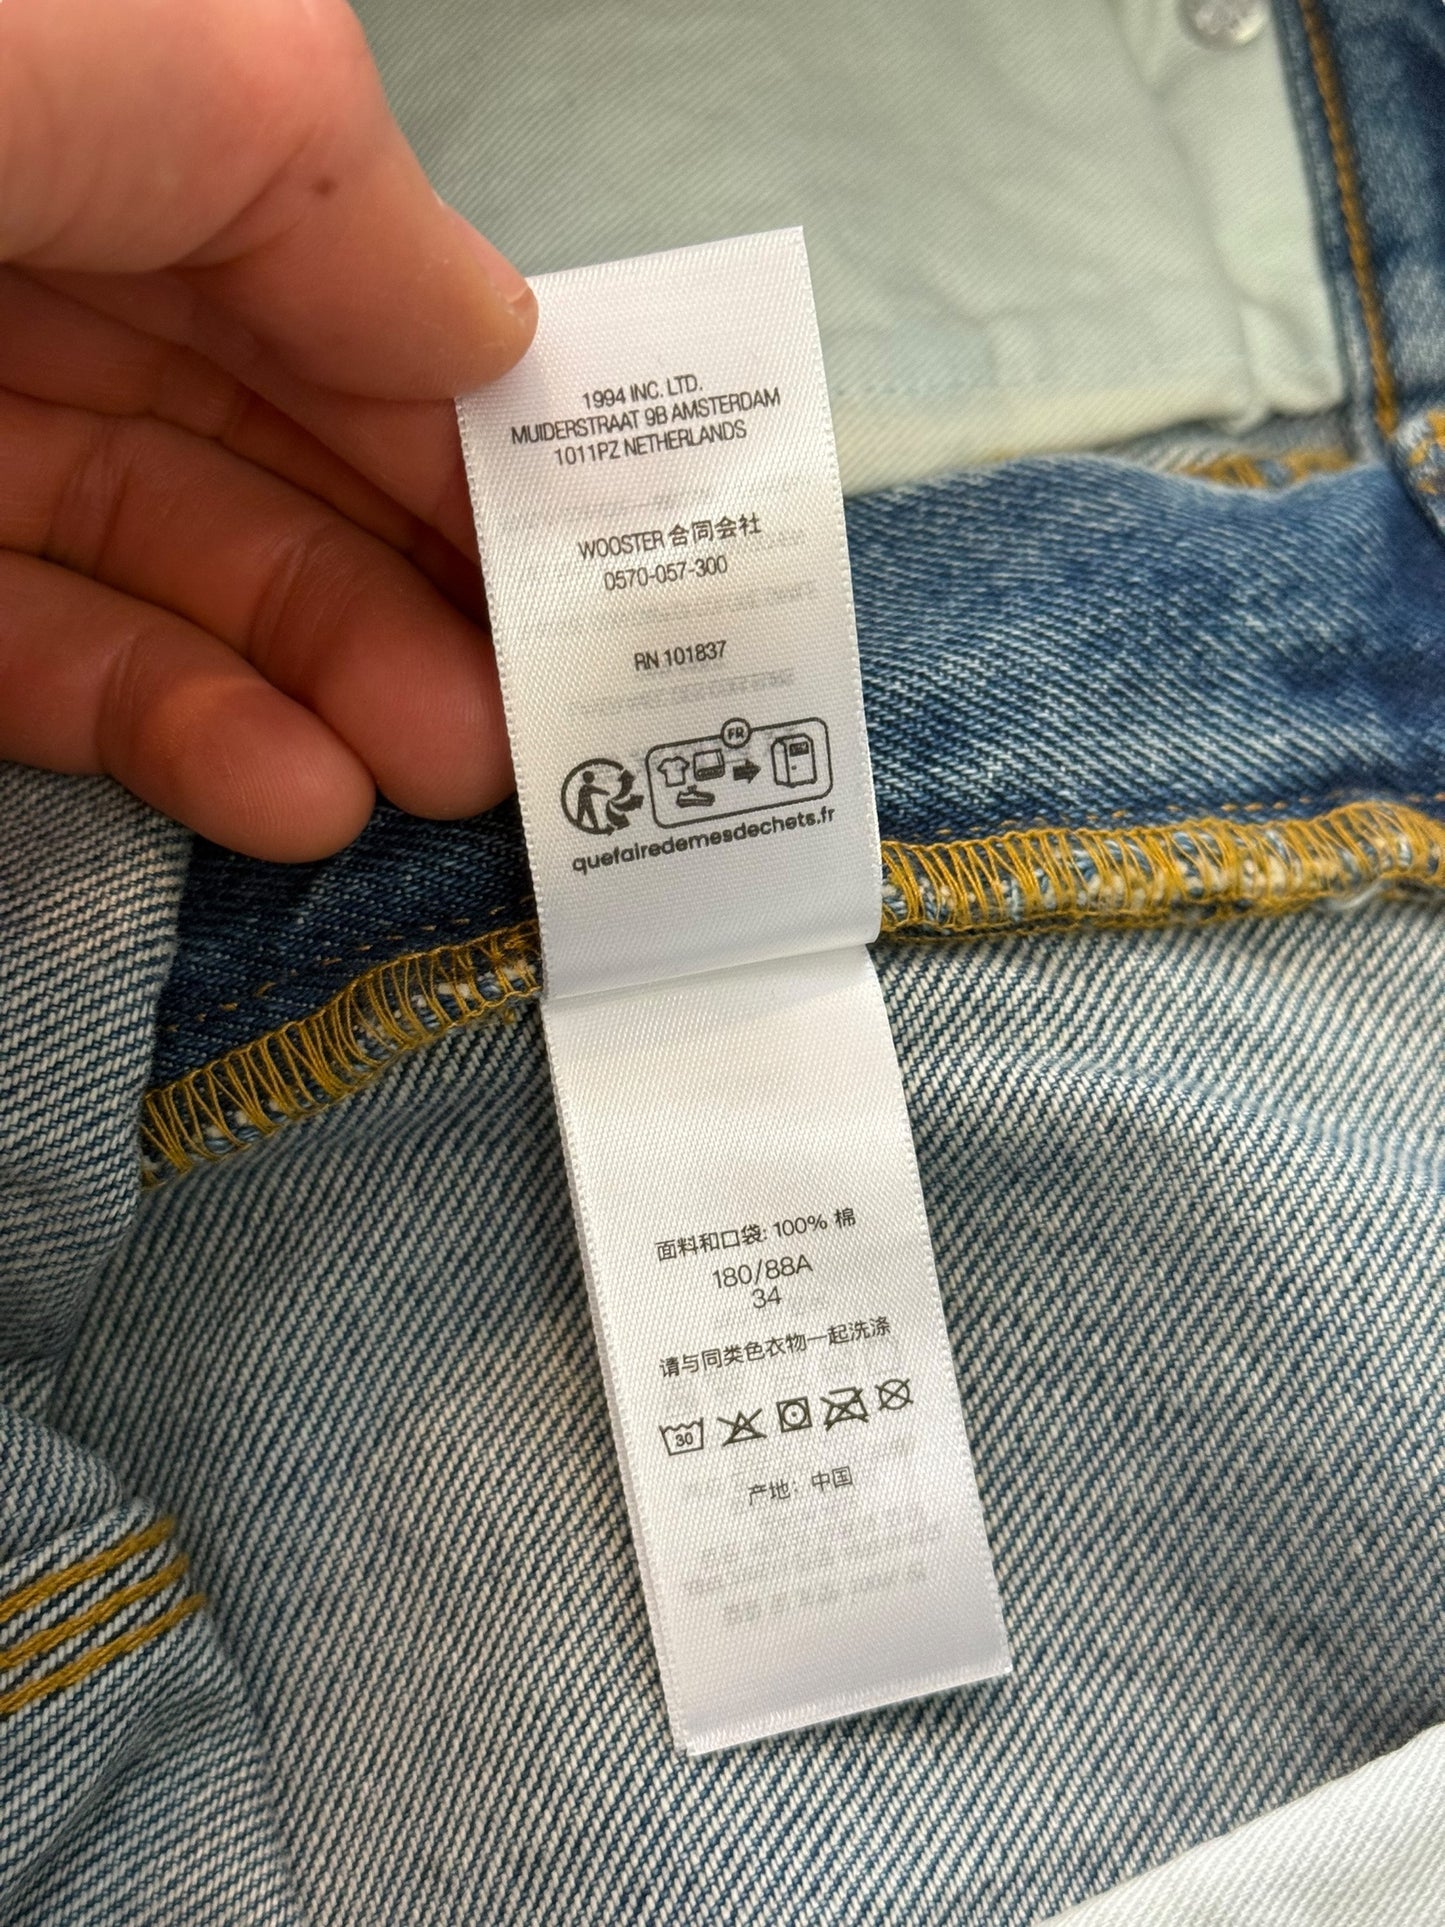 1994 INC. LTD.
MUIDERSTRAAT 9B AMSTERDAM
1011PZ NETHERLANDS
WOOSTER 合同会社
0570-057-300
RN 101837
FR
quefairedemesdechets.fr
面料和口袋: 100% 棉
180/88A
34
请与同类色衣物一起洗涤
30
产地：中国